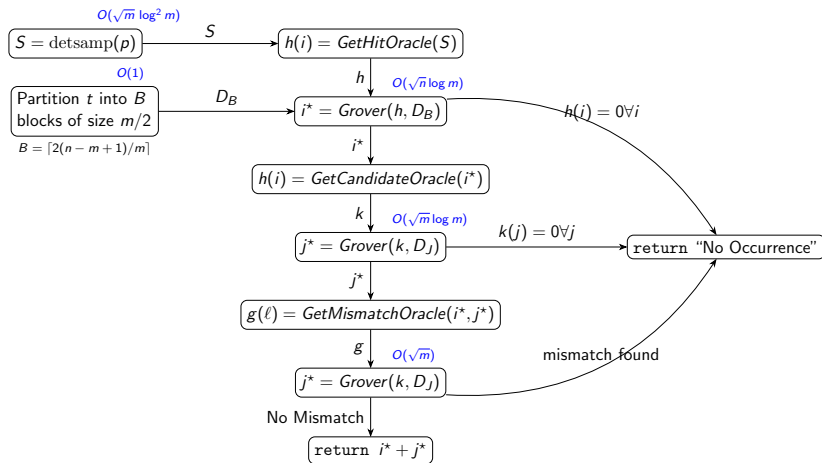 O(√m log² m)
S = detsamp(p)
S
h(i) = GetHitOracle(S)
h
O(1)
O(√n log m)
Partition t into B
blocks of size m/2
D_B
i⋆ = Grover(h, D_B)
h(i) = 0∀i
B = ⌈2(n − m + 1)/m⌉
i⋆
h(i) = GetCandidateOracle(i⋆)
k
O(√m log m)
j⋆ = Grover(k, D_J)
k(j) = 0∀j
return “No Occurrence”
j⋆
g(ℓ) = GetMismatchOracle(i⋆, j⋆)
g
O(√m)
mismatch found
j⋆ = Grover(k, D_J)
No Mismatch
return i⋆ + j⋆